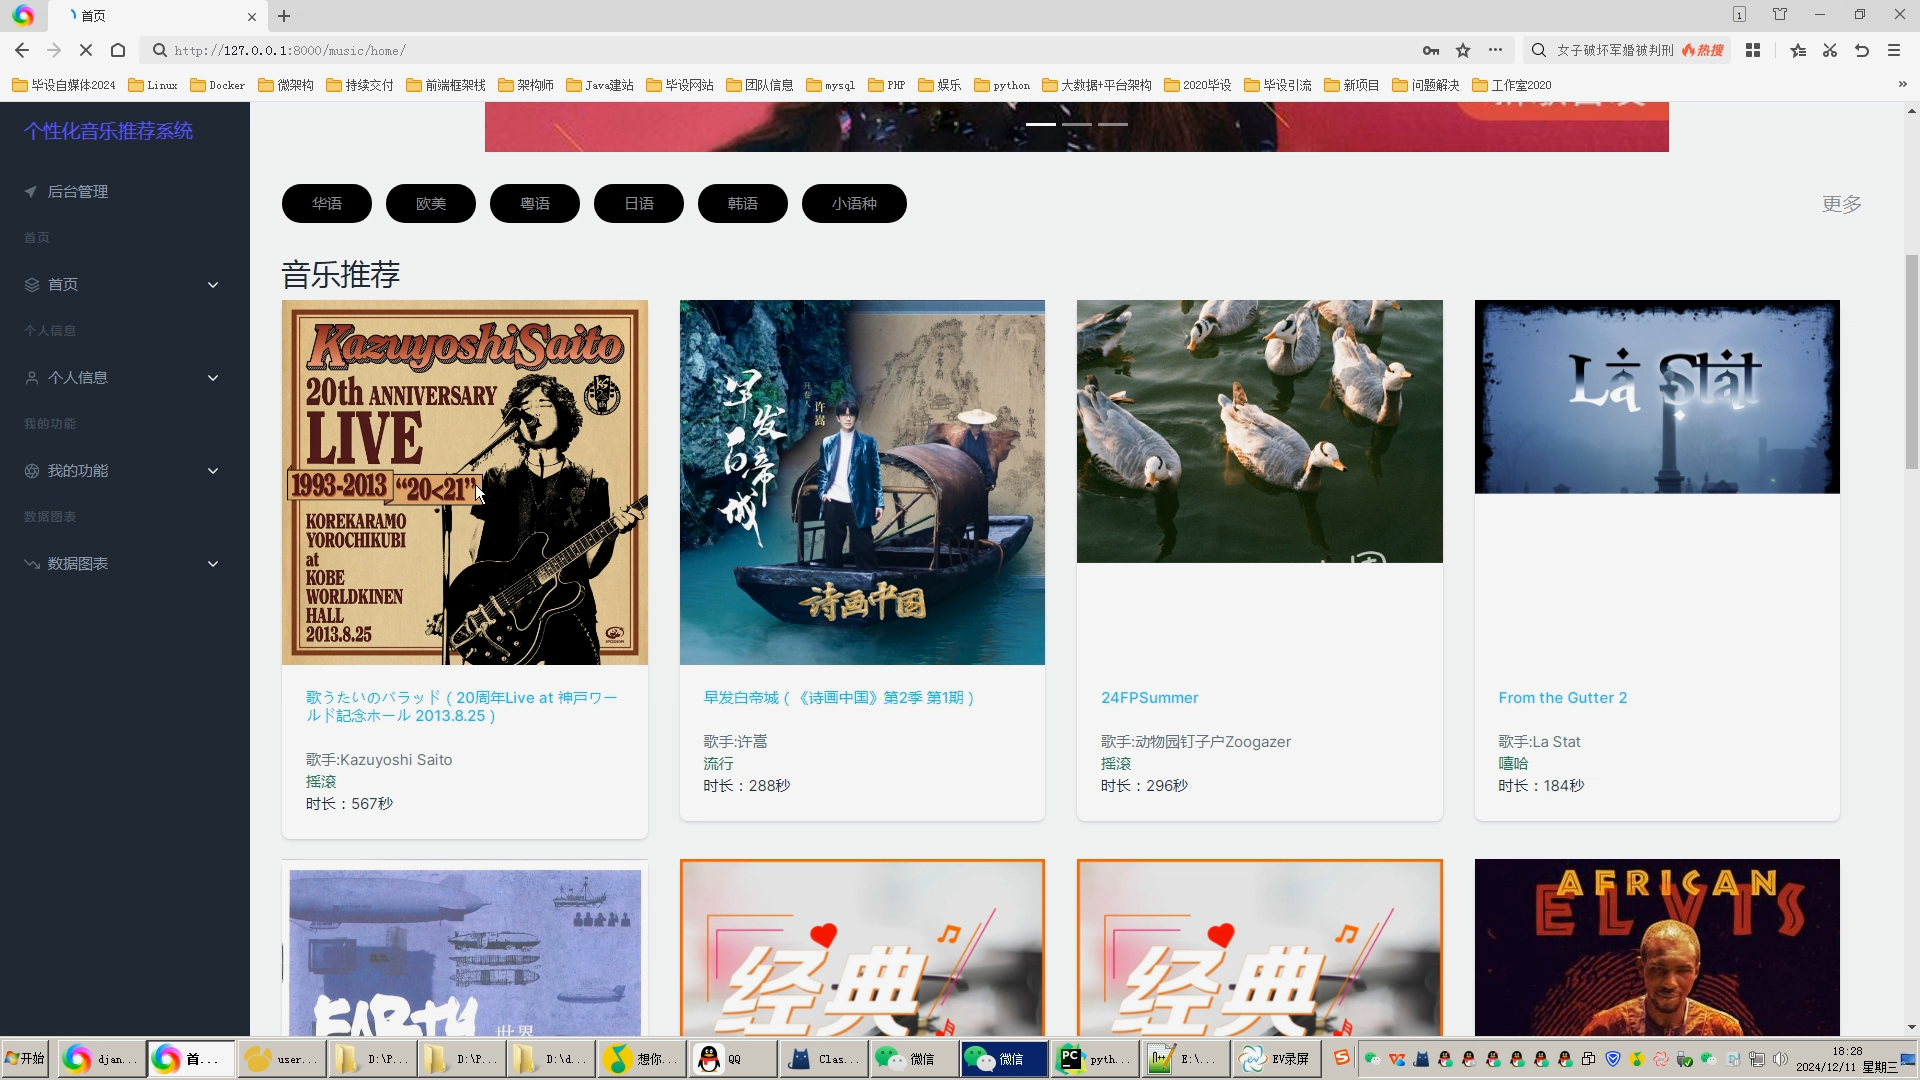 首页
1
http://127.0.0.1:8000/music/home/
女子破坏军婚被判刑 热搜
毕设自媒体2024 Linux Docker 微架构 持续交付 前端框架栈 架构师 Java建站 毕设网站 团队信息 mysql PHP 娱乐 python 大数据+平台架构 2020毕设 毕设引流 新项目 问题解决 工作室2020 »
个性化音乐推荐系统
后台管理
首页
首页
个人信息
个人信息
我的功能
我的功能
数据图表
数据图表
华语 欧美 粤语 日语 韩语 小语种 更多
音乐推荐
KazuyoshiSaito
20th ANNIVERSARY
LIVE
1993-2013 "20<21"
KOREKARAMO
YOROCHIKUBI
at
KOBE
WORLDKINEN
HALL
2013.8.25
歌うたいのバラッド ( 20周年Live at 神戸ワールド記念ホール 2013.8.25 )
歌手:Kazuyoshi Saito
摇滚
时长：567秒
早发白帝城
许嵩
诗画中国
早发白帝城 ( 《诗画中国》第2季 第1期 )
歌手:许嵩
流行
时长：288秒
24FPSummer
歌手:动物园钉子户Zoogazer
摇滚
时长：296秒
La Stat
From the Gutter 2
歌手:La Stat
嘻哈
时长：184秒
EARTH
世界
经典
经典
AFRICAN
ELVIS
开始 djan... 首... user... D:\P... D:\P... D:\d... 想你... QQ Clas... 微信 微信 pyth... E:\... EV录屏
18:28
2024/12/11 星期三